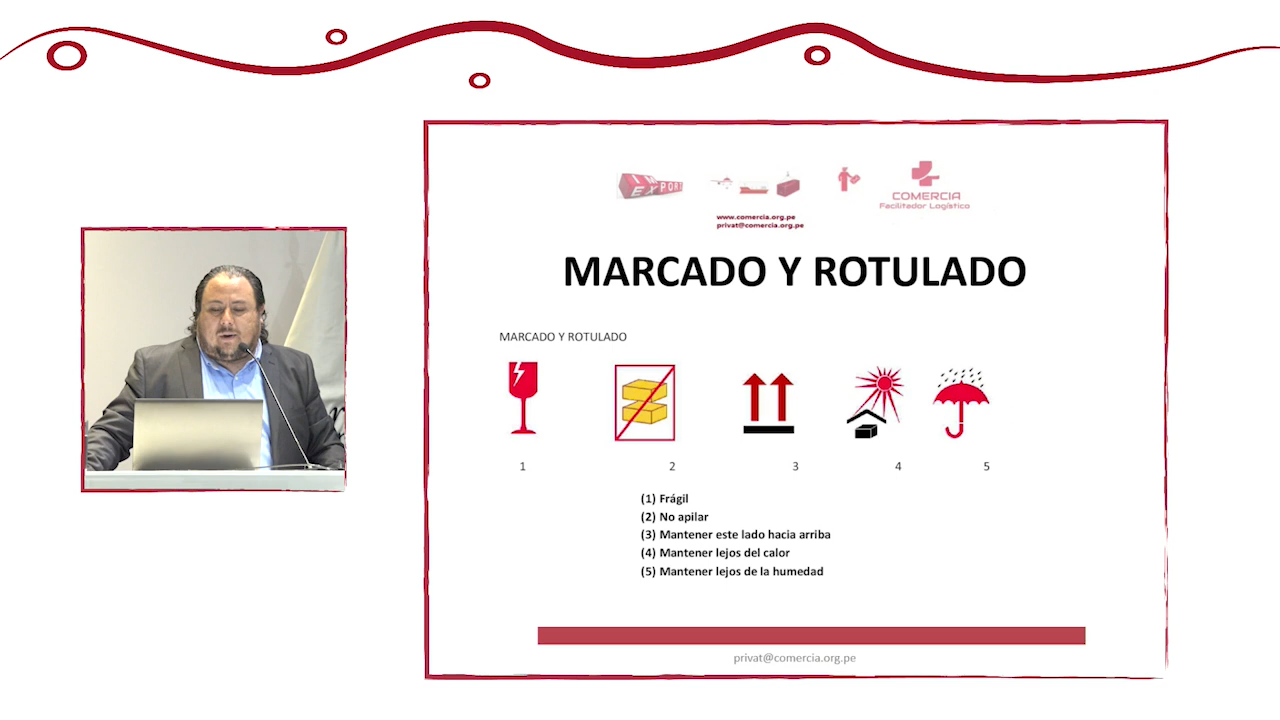 IM
EXPORT
COMERCIA
Facilitador Logístico
www.comercia.org.pe
privat@comercia.org.pe
MARCADO Y ROTULADO
MARCADO Y ROTULADO
1 2 3 4 5
(1) Frágil
(2) No apilar
(3) Mantener este lado hacia arriba
(4) Mantener lejos del calor
(5) Mantener lejos de la humedad
privat@comercia.org.pe